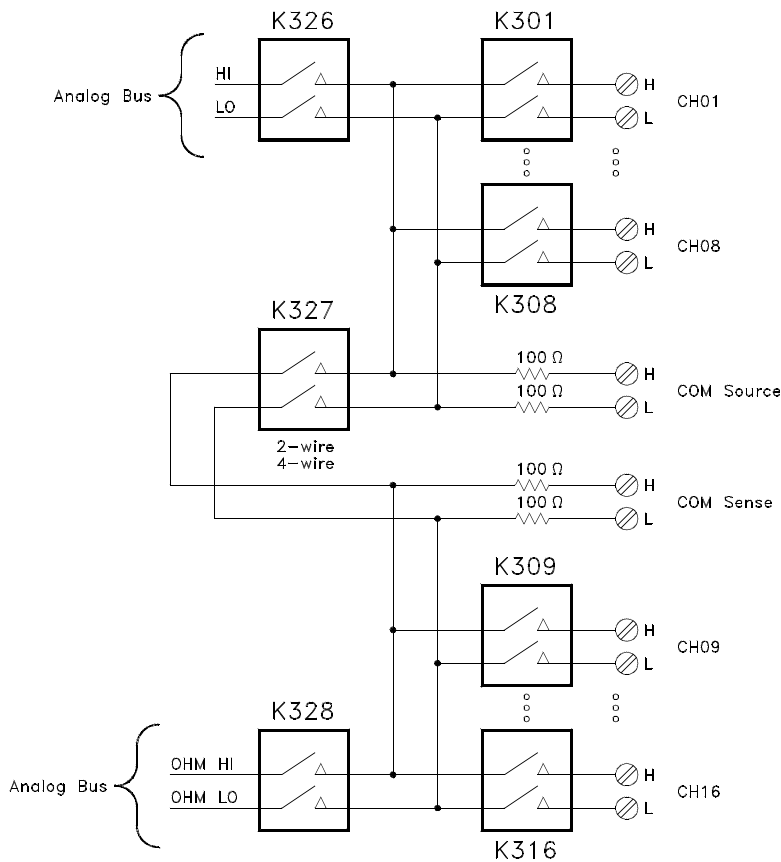 K326
K301
HI
LO
Analog Bus
H
L
CH01
H
L
CH08
K308
K327
100 Ω
100 Ω
H
L
COM Source
2-wire
4-wire
100 Ω
100 Ω
H
L
COM Sense
K309
H
L
CH09
K328
OHM HI
OHM LO
Analog Bus
H
L
CH16
K316